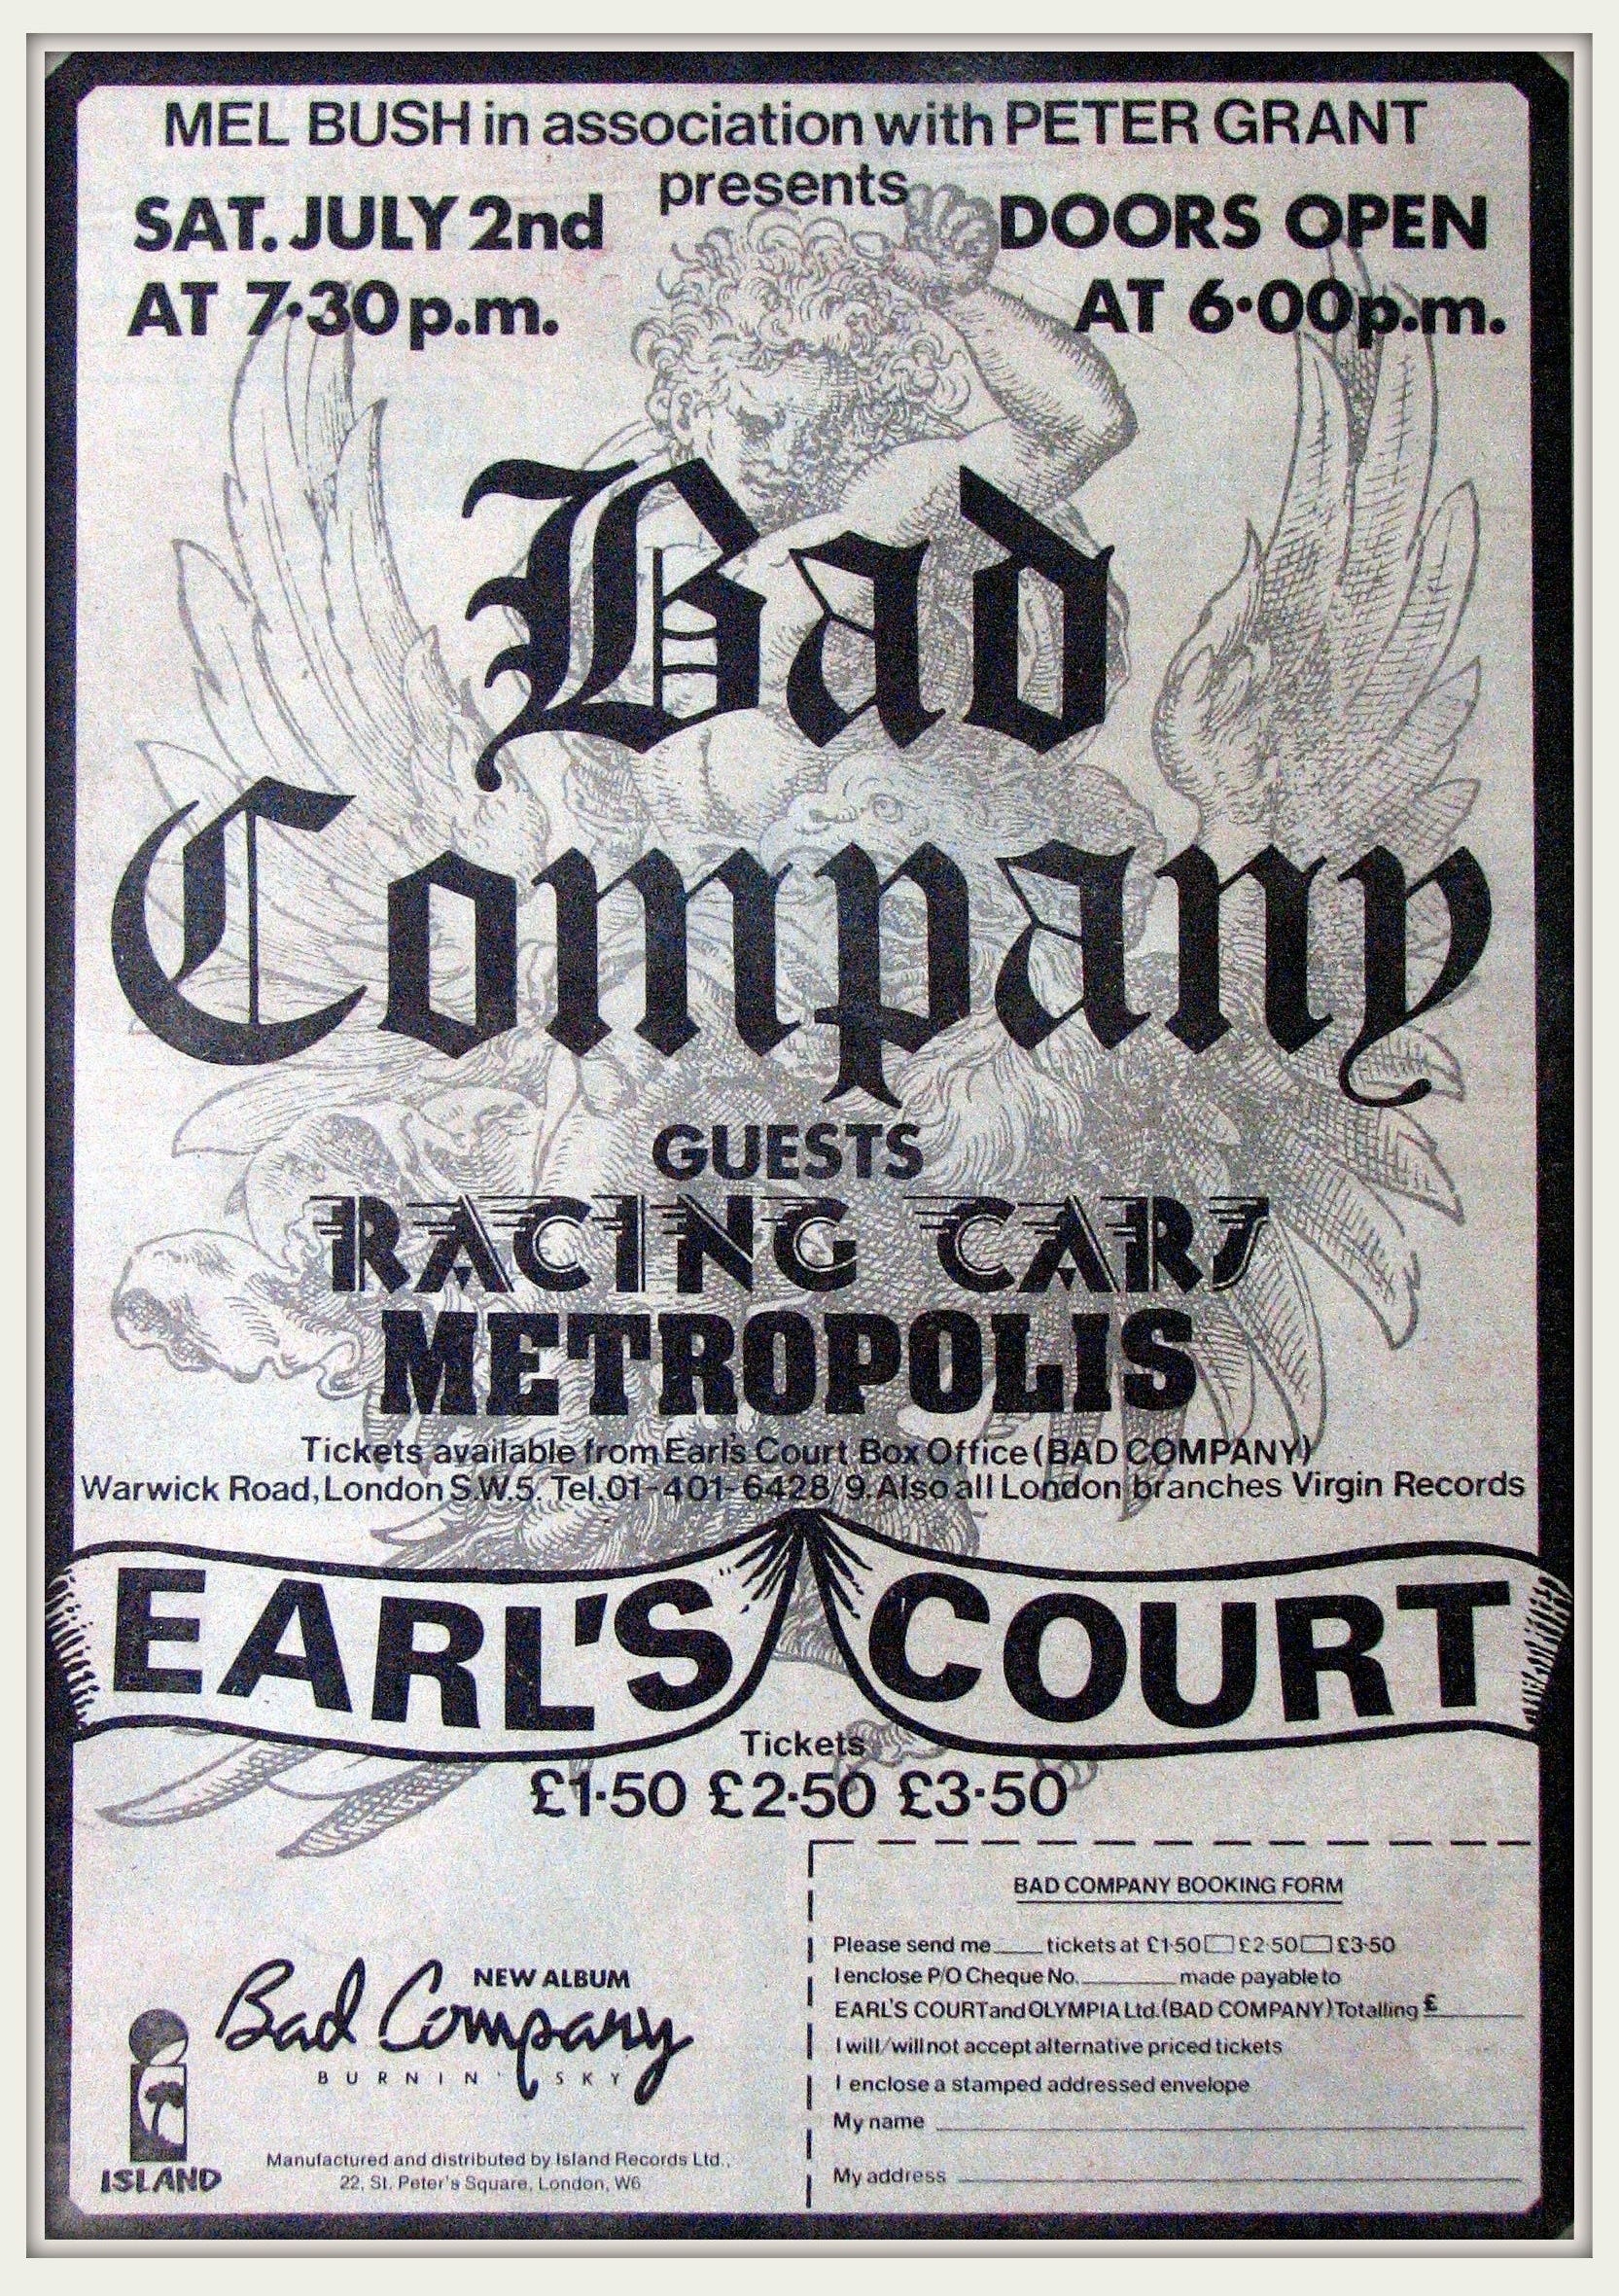 MEL BUSH in association with PETER GRANT
presents
SAT. JULY 2nd
AT 7·30 p.m.
DOORS OPEN
AT 6·00p.m.
Bad
Company
GUESTS
RACING CARS
METROPOLIS
Tickets available from Earl's Court Box Office (BAD COMPANY)
Warwick Road, London S.W.5. Tel. 01-401-6428/9. Also all London branches Virgin Records
EARL'S COURT
Tickets
£1·50 £2·50 £3·50
NEW ALBUM
Bad Company
BURNIN' SKY
ISLAND
Manufactured and distributed by Island Records Ltd.,
22, St. Peter's Square, London, W6
BAD COMPANY BOOKING FORM
Please send me ____ tickets at £1·50 £2·50 £3·50
I enclose P/O Cheque No. ________ made payable to
EARL'S COURT and OLYMPIA Ltd. (BAD COMPANY) Totalling £ ________
I will/will not accept alternative priced tickets
I enclose a stamped addressed envelope
My name ________
My address ________